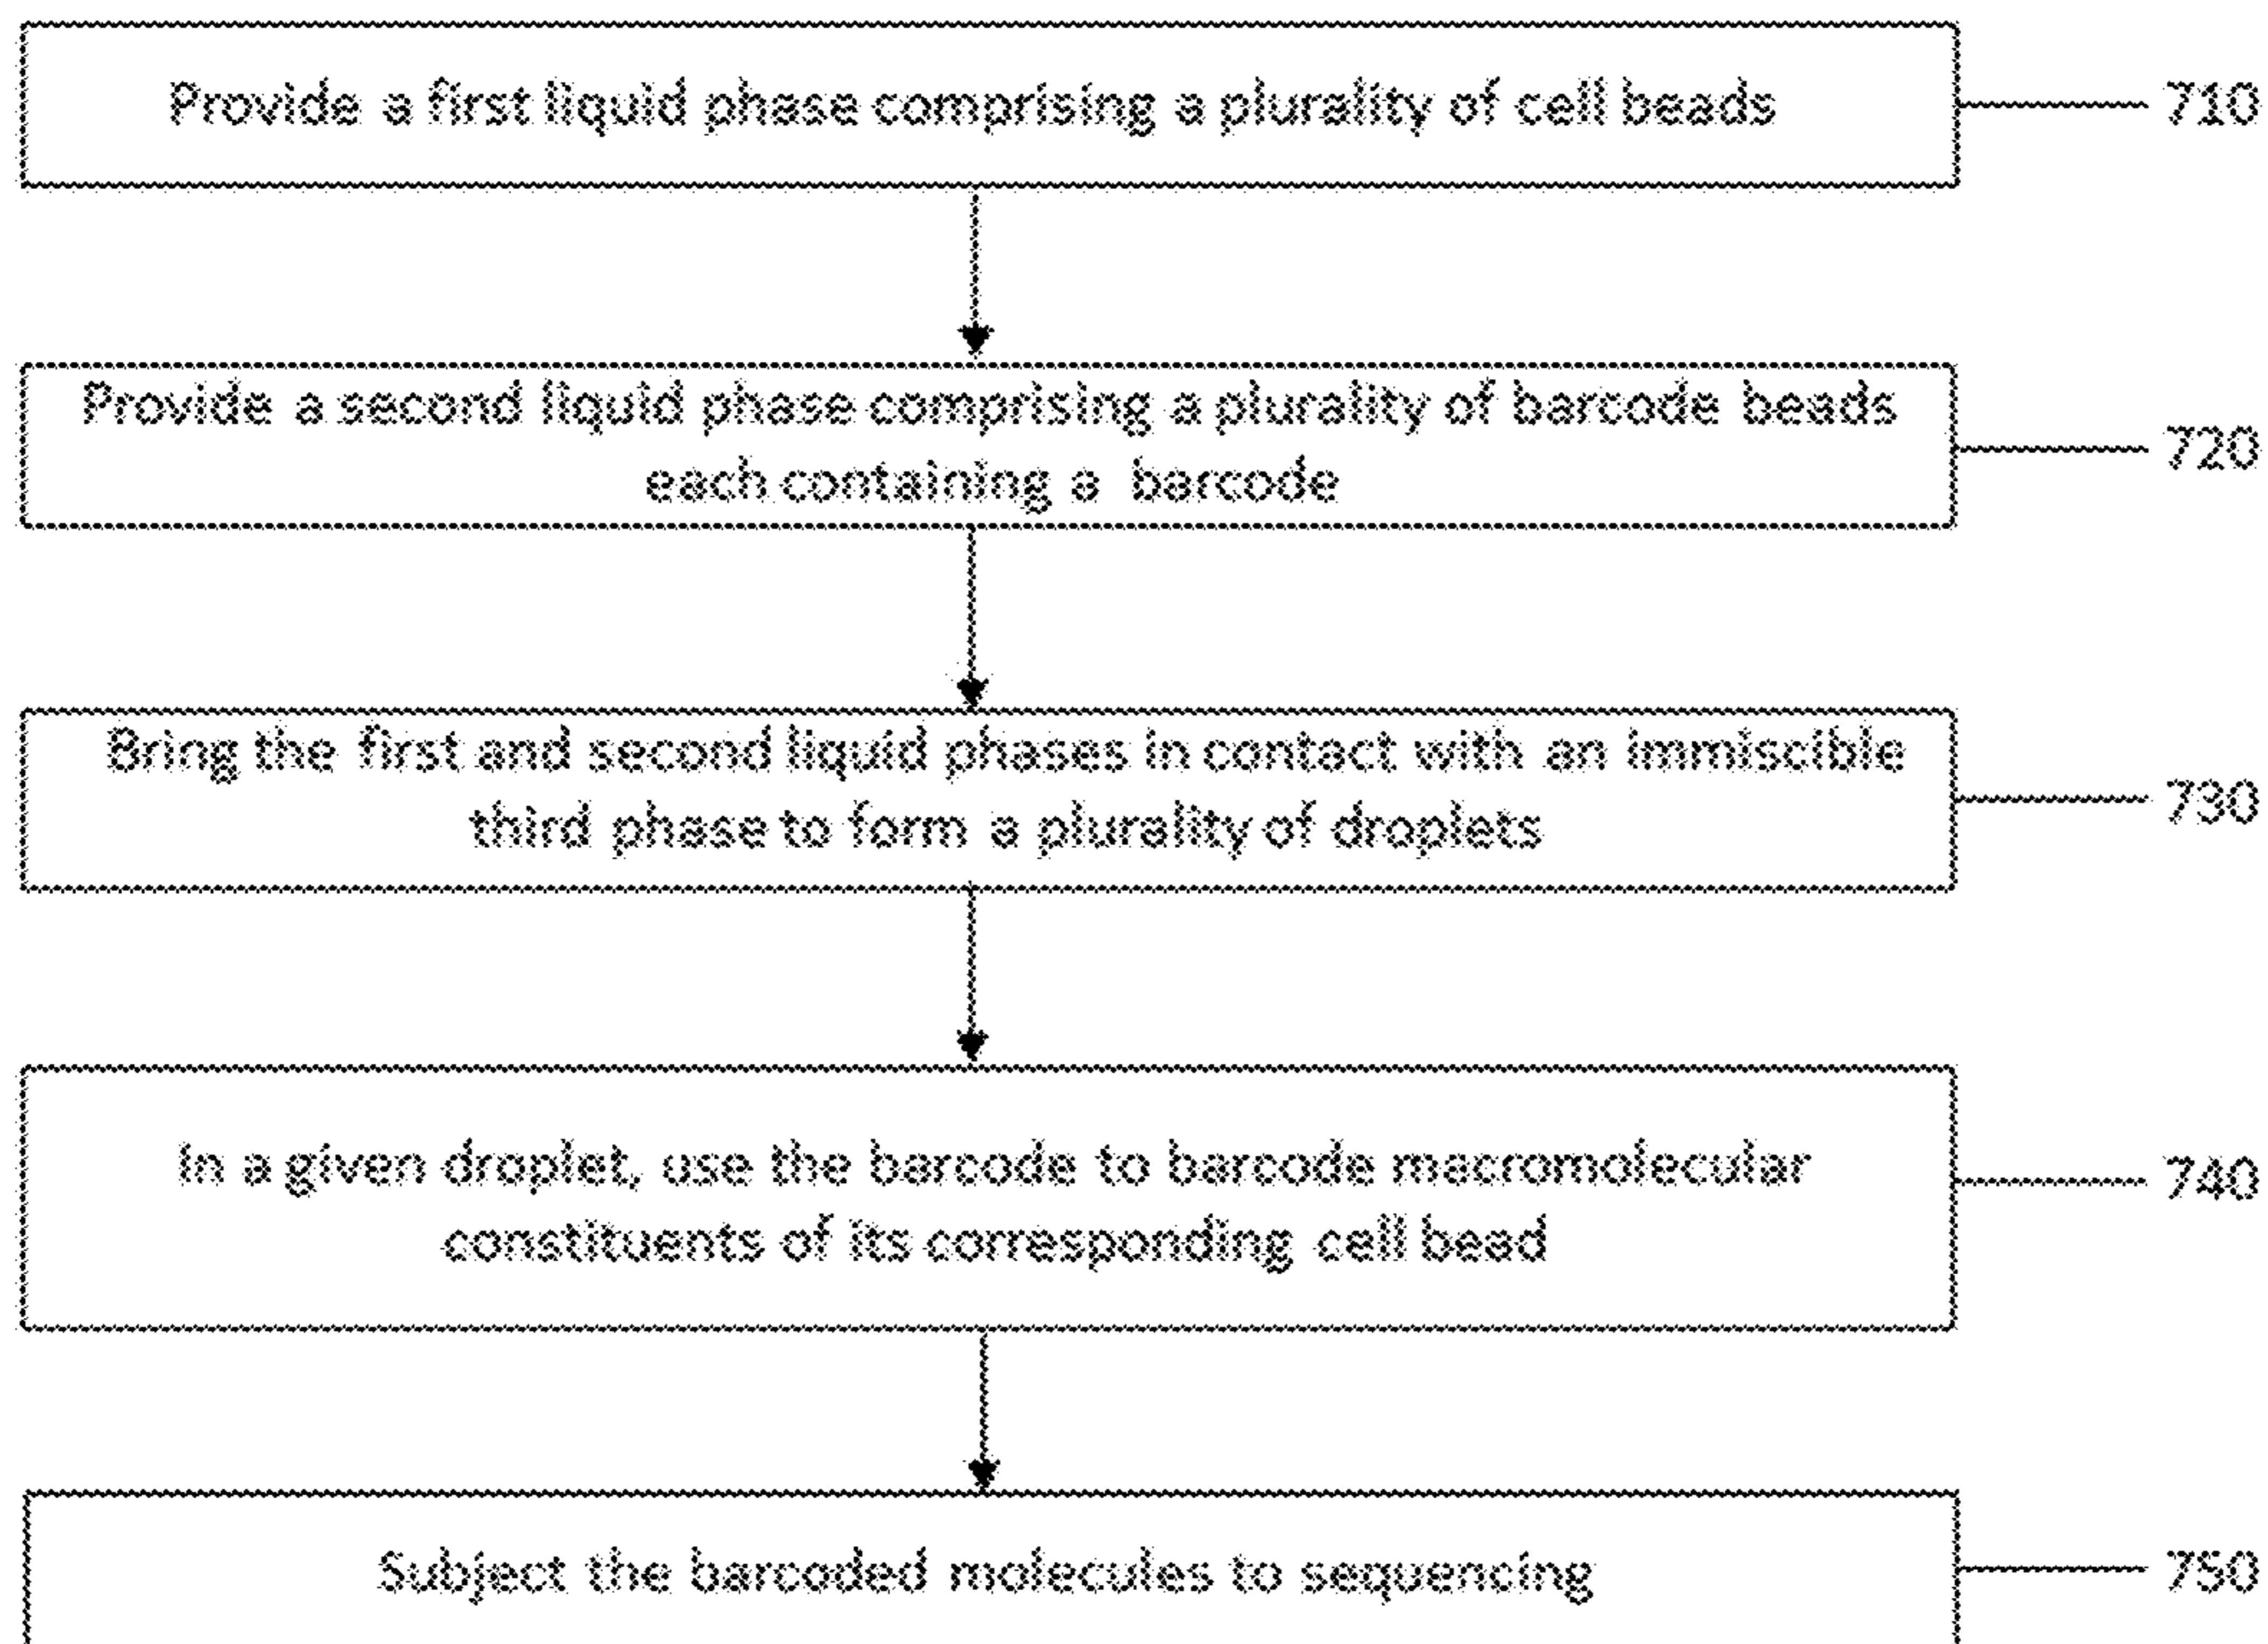 Provide a first liquid phase comprising a plurality of cell beads
710
Provide a second liquid phase comprising a plurality of barcode beads
each containing a barcode
720
Bring the first and second liquid phases in contact with an immiscible
third phase to form a plurality of droplets
730
In a given droplet, use the barcode to barcode macromolecular
constituents of its corresponding cell bead
740
Subject the barcoded molecules to sequencing
750